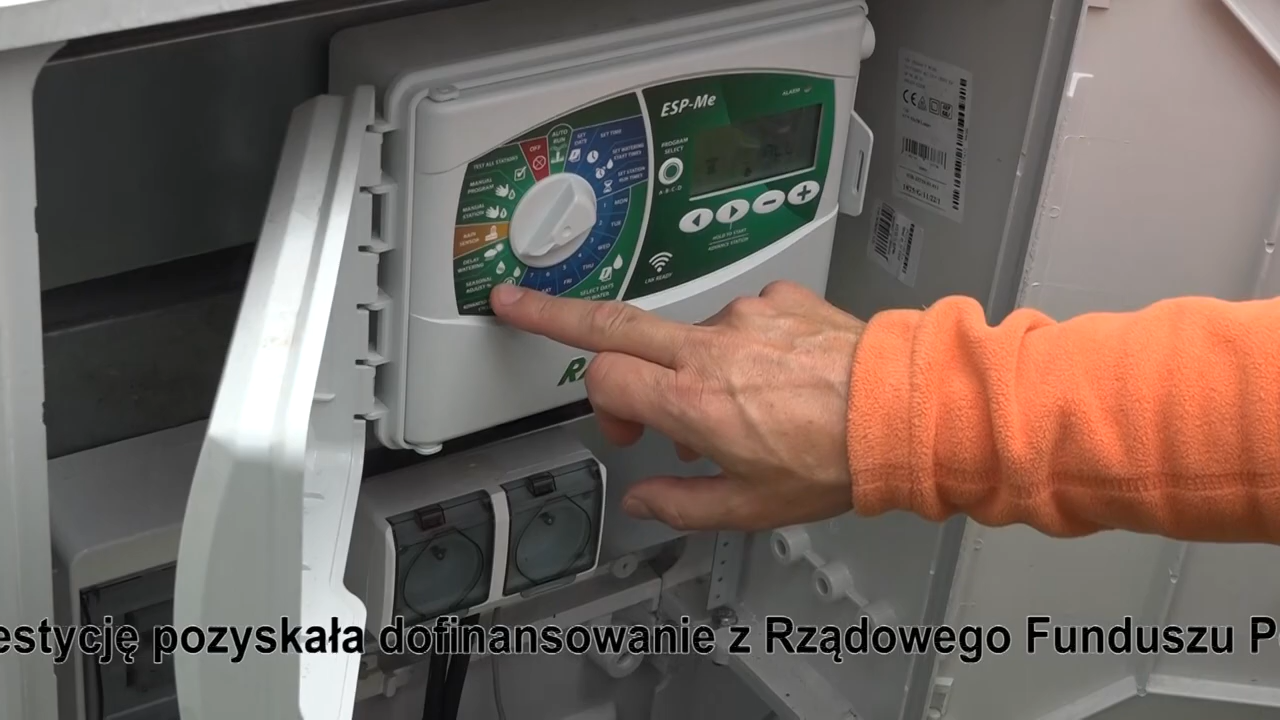 ESP-Me
ALARM
AUTO
RUN
OFF
SET
DATE
SET TIME
SET WATERING
START TIMES
SET STATION
RUN TIMES
TEST ALL STATIONS
MANUAL
PROGRAM
MANUAL
STATION
RAIN
SENSOR
DELAY
WATERING
SEASONAL
ADJUST %
MON
TUE
WED
THU
FRI
SELECT DAYS
PROGRAM
SELECT
A·B·C·D
HOLD TO START
ADVANCE STATION
LNK READY
CE
estycję pozyskała dofinansowanie z Rządowego Funduszu P